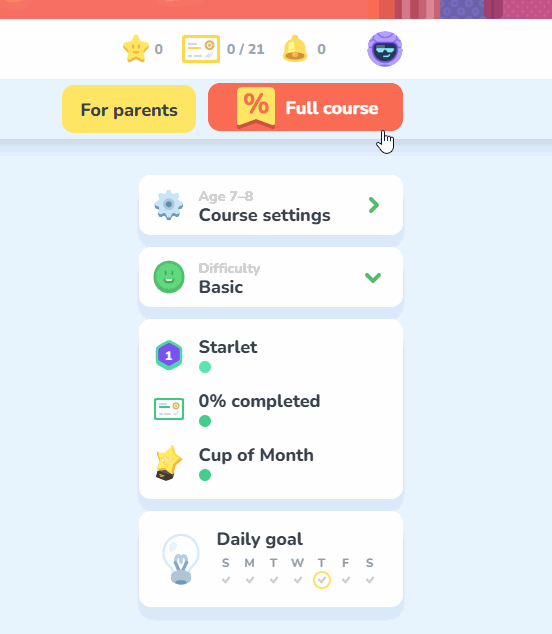 0
0 / 21
0
For parents
% Full course
Age 7–8
Course settings
Difficulty
Basic
1
Starlet
0% completed
Cup of Month
Daily goal
S M T W T F S